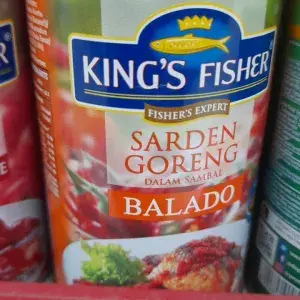 KING'S FISHER
FISHER'S EXPERT
SARDEN
GORENG
DALAM SAMBAL
BALADO